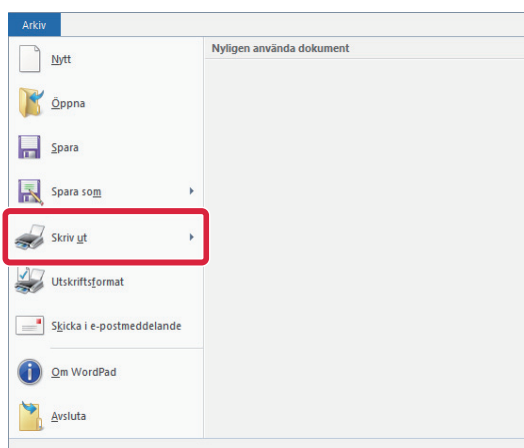 Arkiv
Nyligen använda dokument
Nytt
Öppna
Spara
Spara som
Skriv ut
Utskriftsformat
Skicka i e-postmeddelande
Om WordPad
Avsluta